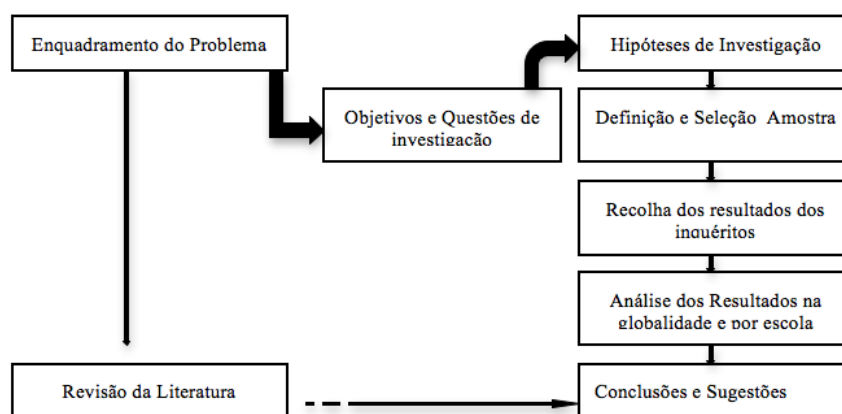 Enquadramento do Problema
Hipóteses de Investigação
Objetivos e Questões de
investigação
Definição e Seleção Amostra
Recolha dos resultados dos
inquéritos
Análise dos Resultados na
globalidade e por escola
Revisão da Literatura
Conclusões e Sugestões